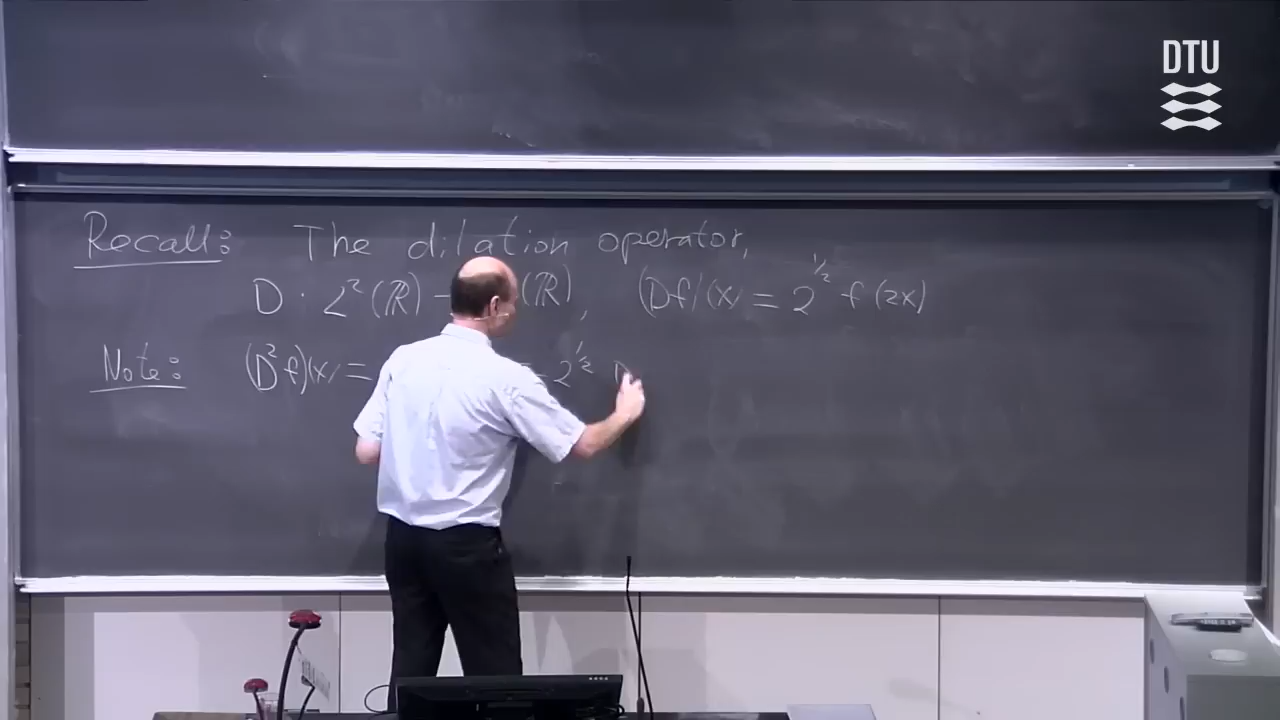 DTU
Recall: The dilation operator,
D : L²(ℝ) → (ℝ), (Df)(x) = 2^{1/2} f(2x)
Note: (D²f)(x) = = 2^{1/2} D